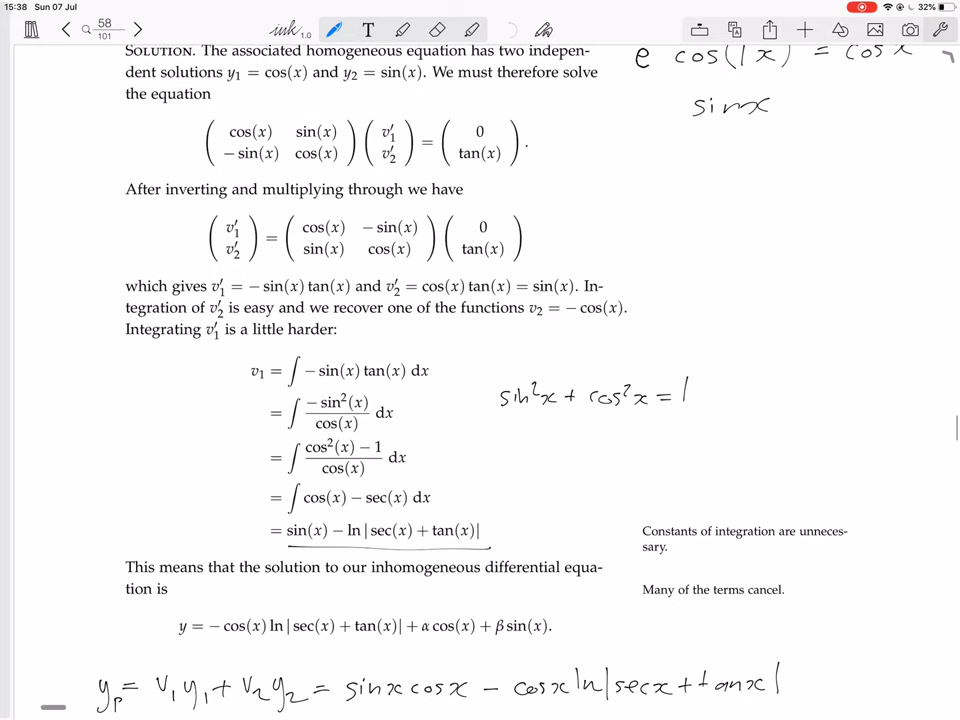 15:38 Sun 07 Jul
32%
58
101
ink 1.0
T
SOLUTION. The associated homogeneous equation has two indepen-
dent solutions y₁ = cos(x) and y₂ = sin(x). We must therefore solve
the equation
( cos(x) sin(x) ) ( v₁′ ) = ( 0 )
( − sin(x) cos(x) ) ( v₂′ ) ( tan(x) ) .
After inverting and multiplying through we have
( v₁′ ) = ( cos(x) − sin(x) ) ( 0 )
( v₂′ ) ( sin(x) cos(x) ) ( tan(x) )
which gives v₁′ = − sin(x) tan(x) and v₂′ = cos(x) tan(x) = sin(x). In-
tegration of v₂′ is easy and we recover one of the functions v₂ = − cos(x).
Integrating v₁′ is a little harder:
v₁ = ∫ − sin(x) tan(x) dx
= ∫ − sin²(x) / cos(x) dx
= ∫ cos²(x) − 1 / cos(x) dx
= ∫ cos(x) − sec(x) dx
= sin(x) − ln | sec(x) + tan(x)|
This means that the solution to our inhomogeneous differential equa-
tion is
y = − cos(x) ln | sec(x) + tan(x)| + α cos(x) + β sin(x).
e cos(1x) = cosx
sinx
sin²x + cos²x = 1
Constants of integration are unneces-
sary.
Many of the terms cancel.
yₚ = v₁y₁ + v₂y₂ = sinx cosx − cosx ln|secx + tanx|